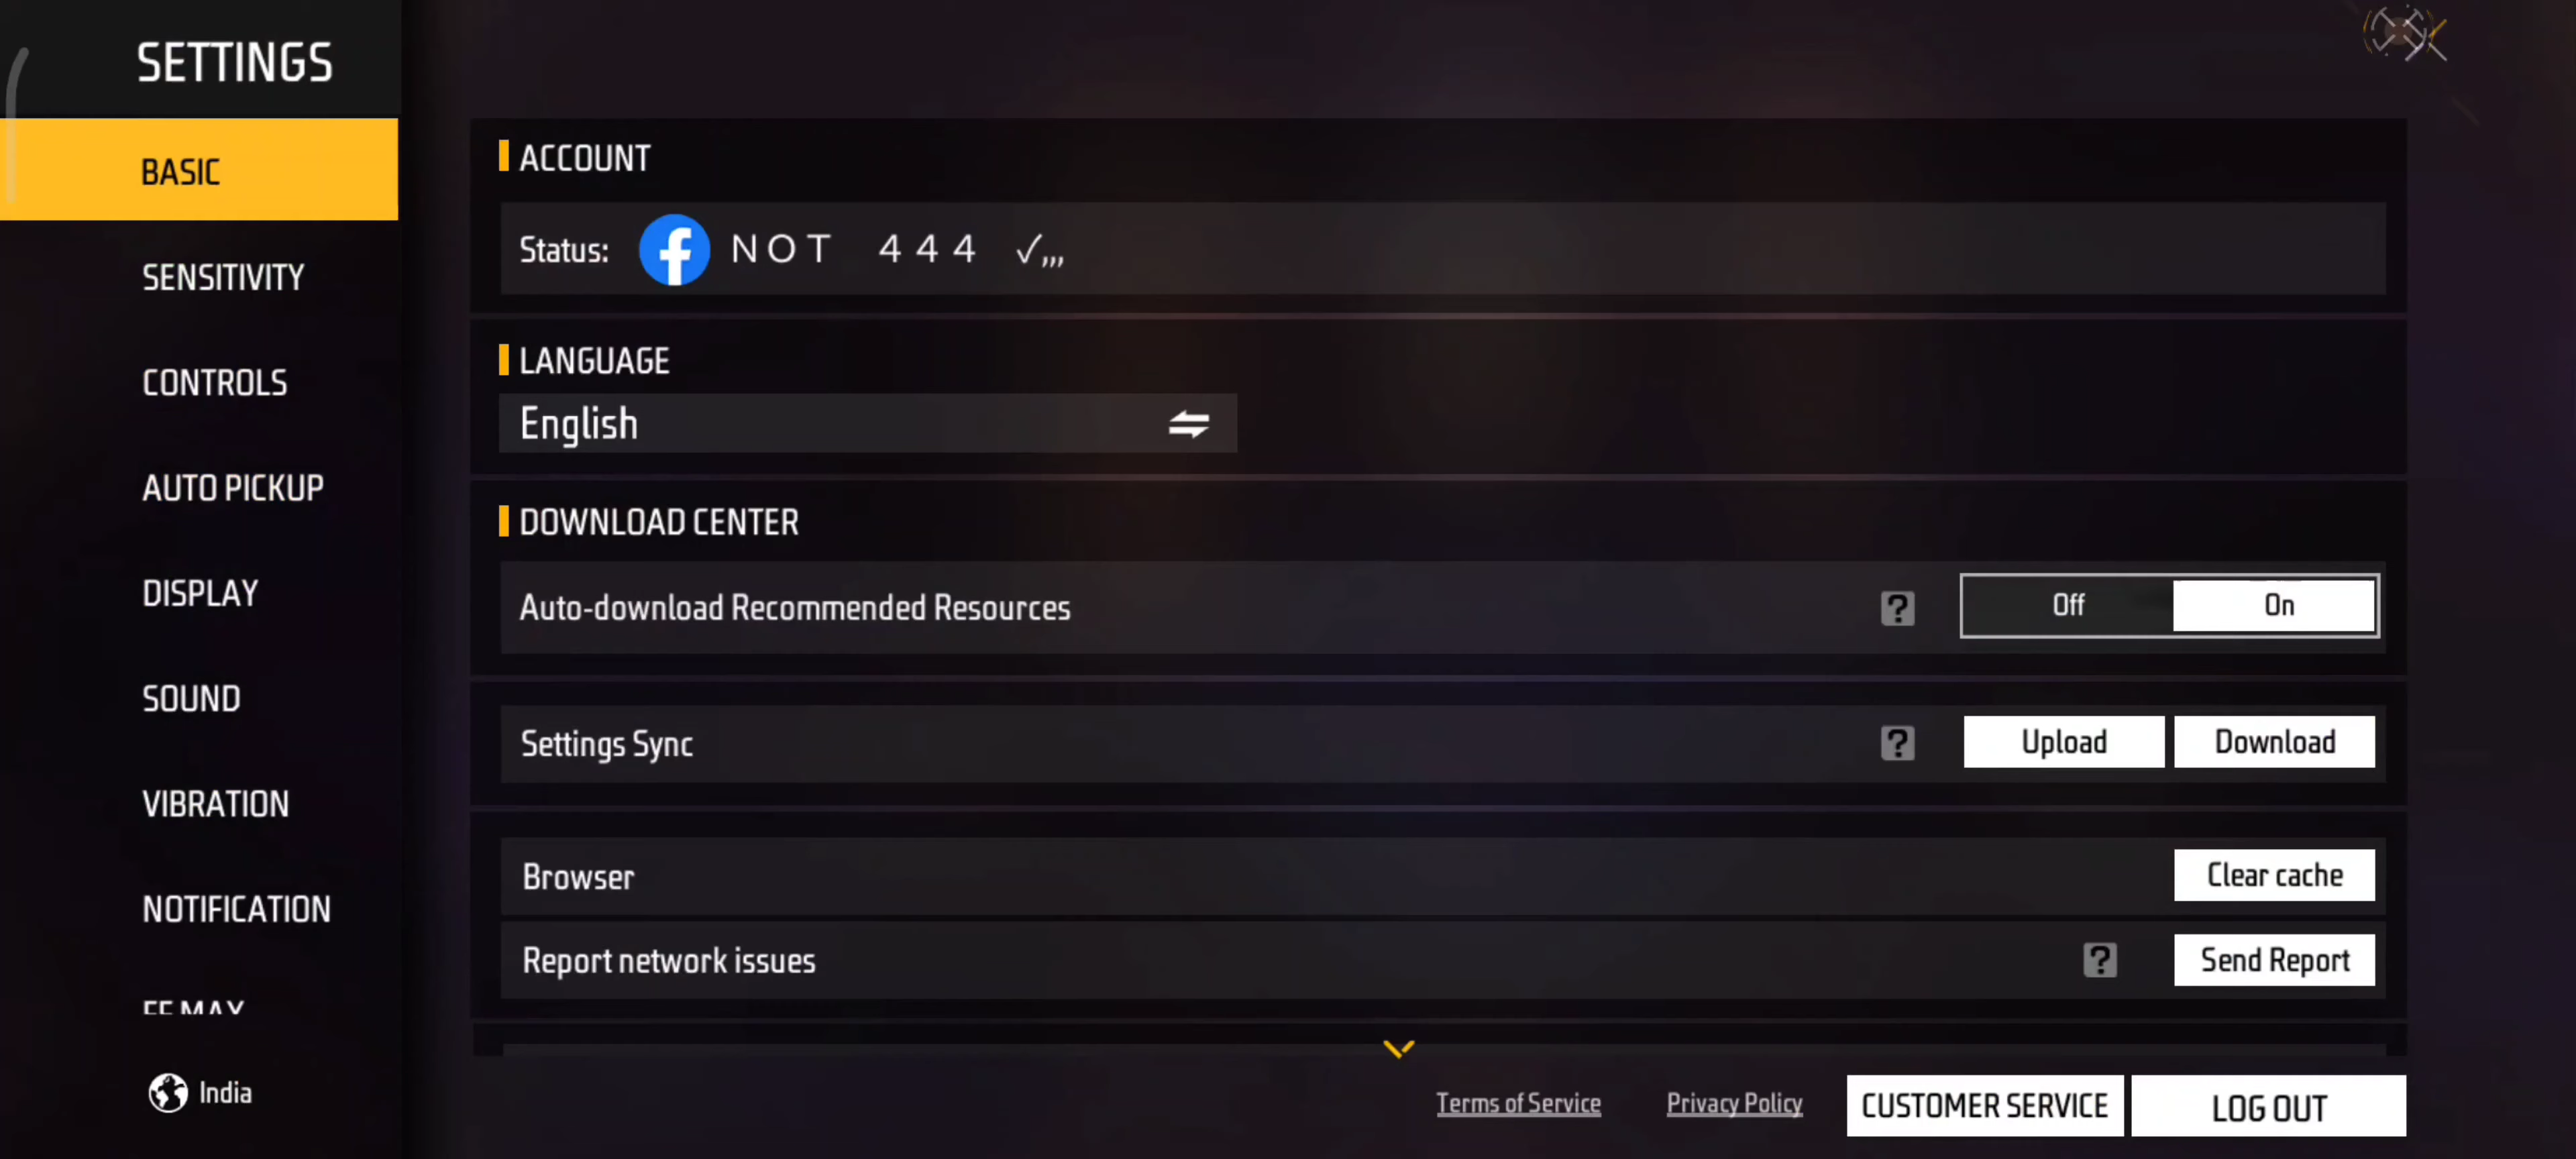 SETTINGS
BASIC
SENSITIVITY
CONTROLS
AUTO PICKUP
DISPLAY
SOUND
VIBRATION
NOTIFICATION
FF MAX
India
ACCOUNT
Status: NOT 444 ✓,,,
LANGUAGE
English
DOWNLOAD CENTER
Auto-download Recommended Resources ? Off On
Settings Sync ? Upload Download
Browser Clear cache
Report network issues ? Send Report
Terms of Service Privacy Policy CUSTOMER SERVICE LOG OUT